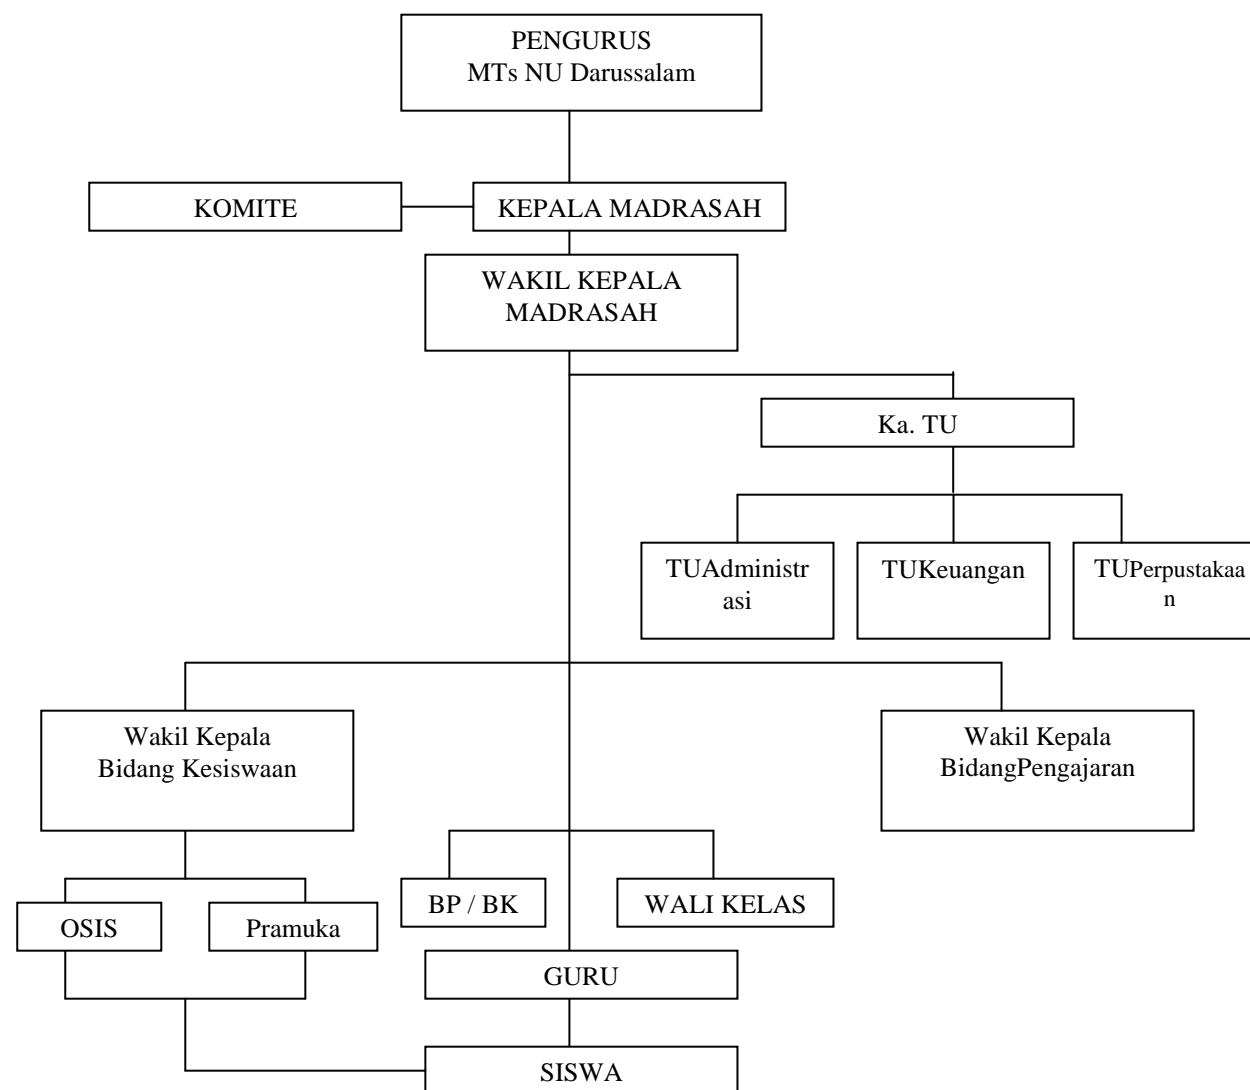 PENGURUS
MTs NU Darussalam
KOMITE
KEPALA MADRASAH
WAKIL KEPALA
MADRASAH
Ka. TU
TUAdministr
asi
TUKeuangan
TUPerpustakaa
n
Wakil Kepala
Bidang Kesiswaan
Wakil Kepala
BidangPengajaran
BP / BK
WALI KELAS
OSIS
Pramuka
GURU
SISWA